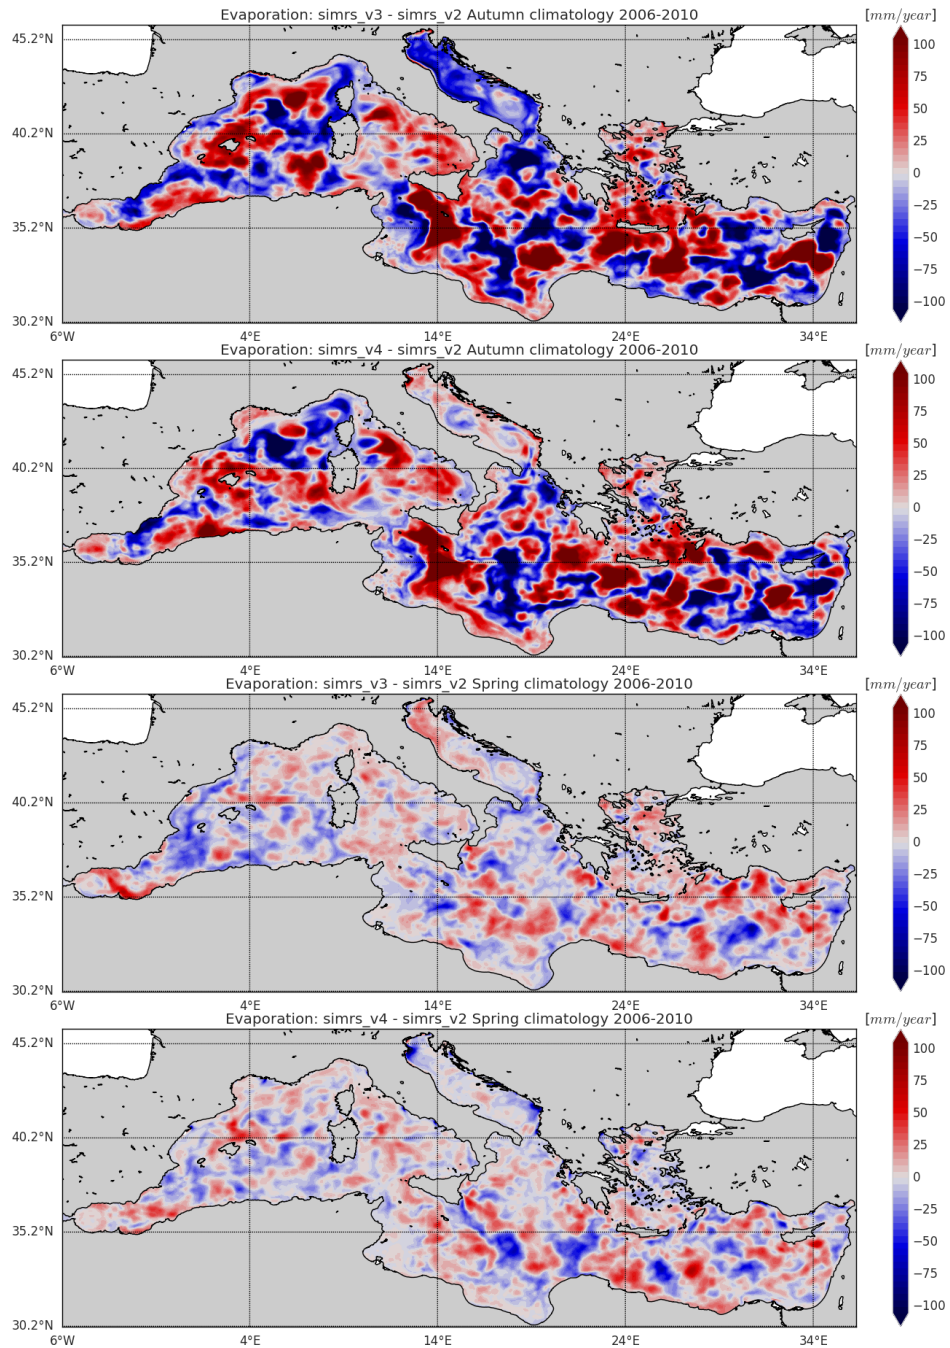 Evaporation: simrs_v3 - simrs_v2 Autumn climatology 2006-2010
[mm/year]
45.2°N
40.2°N
35.2°N
30.2°N
6°W 4°E 14°E 24°E 34°E
100
75
50
25
0
−25
−50
−75
−100
Evaporation: simrs_v4 - simrs_v2 Autumn climatology 2006-2010
[mm/year]
45.2°N
40.2°N
35.2°N
30.2°N
6°W 4°E 14°E 24°E 34°E
100
75
50
25
0
−25
−50
−75
−100
Evaporation: simrs_v3 - simrs_v2 Spring climatology 2006-2010
[mm/year]
45.2°N
40.2°N
35.2°N
30.2°N
6°W 4°E 14°E 24°E 34°E
100
75
50
25
0
−25
−50
−75
−100
Evaporation: simrs_v4 - simrs_v2 Spring climatology 2006-2010
[mm/year]
45.2°N
40.2°N
35.2°N
30.2°N
6°W 4°E 14°E 24°E 34°E
100
75
50
25
0
−25
−50
−75
−100